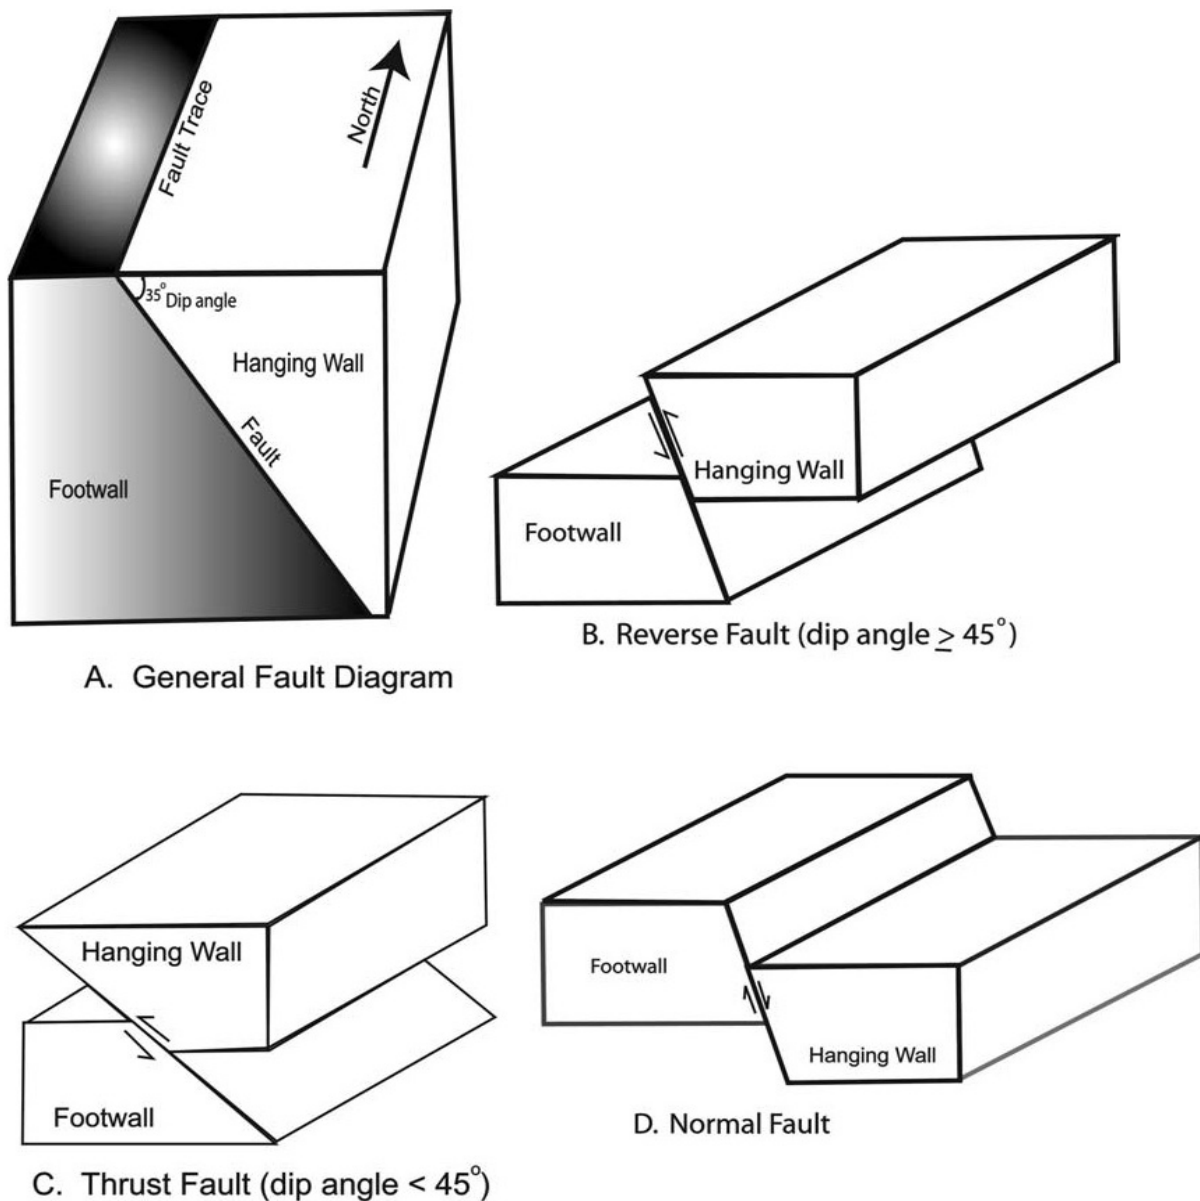 North
Fault Trace
35° Dip angle
Hanging Wall
Fault
Footwall
A. General Fault Diagram
Hanging Wall
Footwall
B. Reverse Fault (dip angle ≥ 45°)
Hanging Wall
Footwall
C. Thrust Fault (dip angle < 45°)
Footwall
Hanging Wall
D. Normal Fault